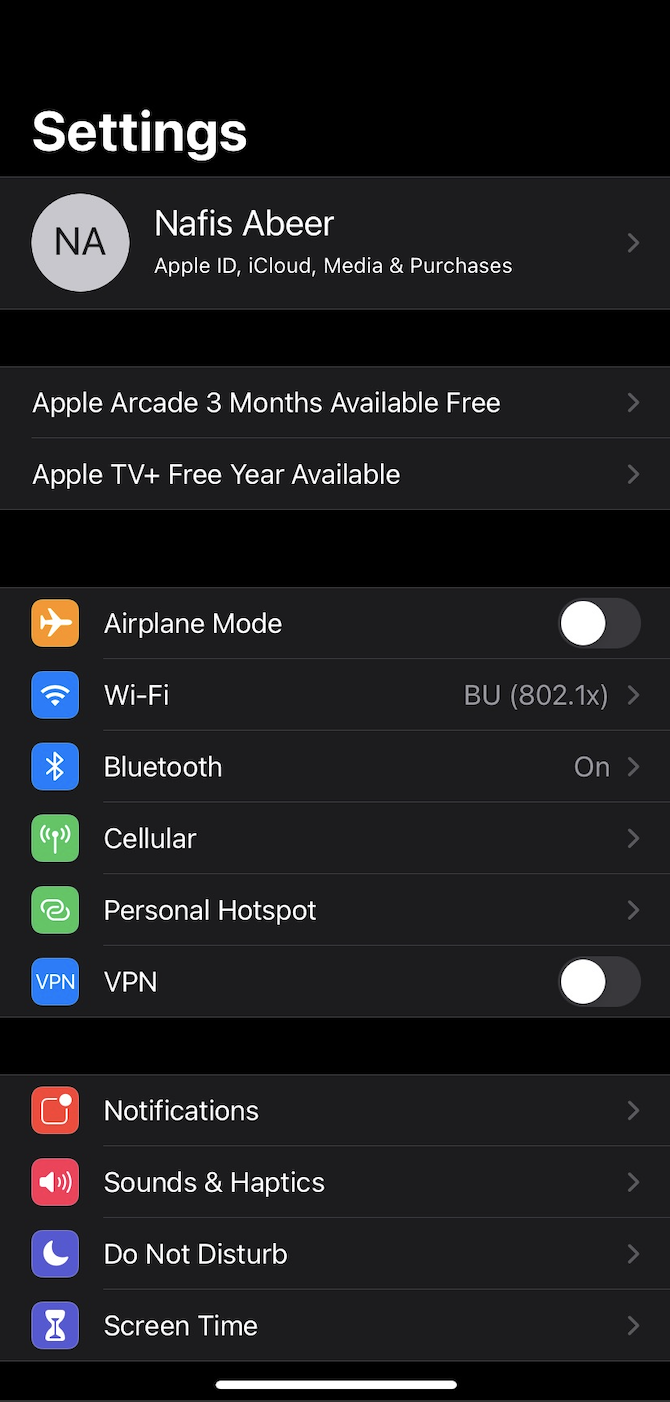 Settings
NA
Nafis Abeer
Apple ID, iCloud, Media & Purchases
Apple Arcade 3 Months Available Free
Apple TV+ Free Year Available
Airplane Mode
Wi-Fi BU (802.1x)
Bluetooth On
Cellular
Personal Hotspot
VPN VPN
Notifications
Sounds & Haptics
Do Not Disturb
Screen Time